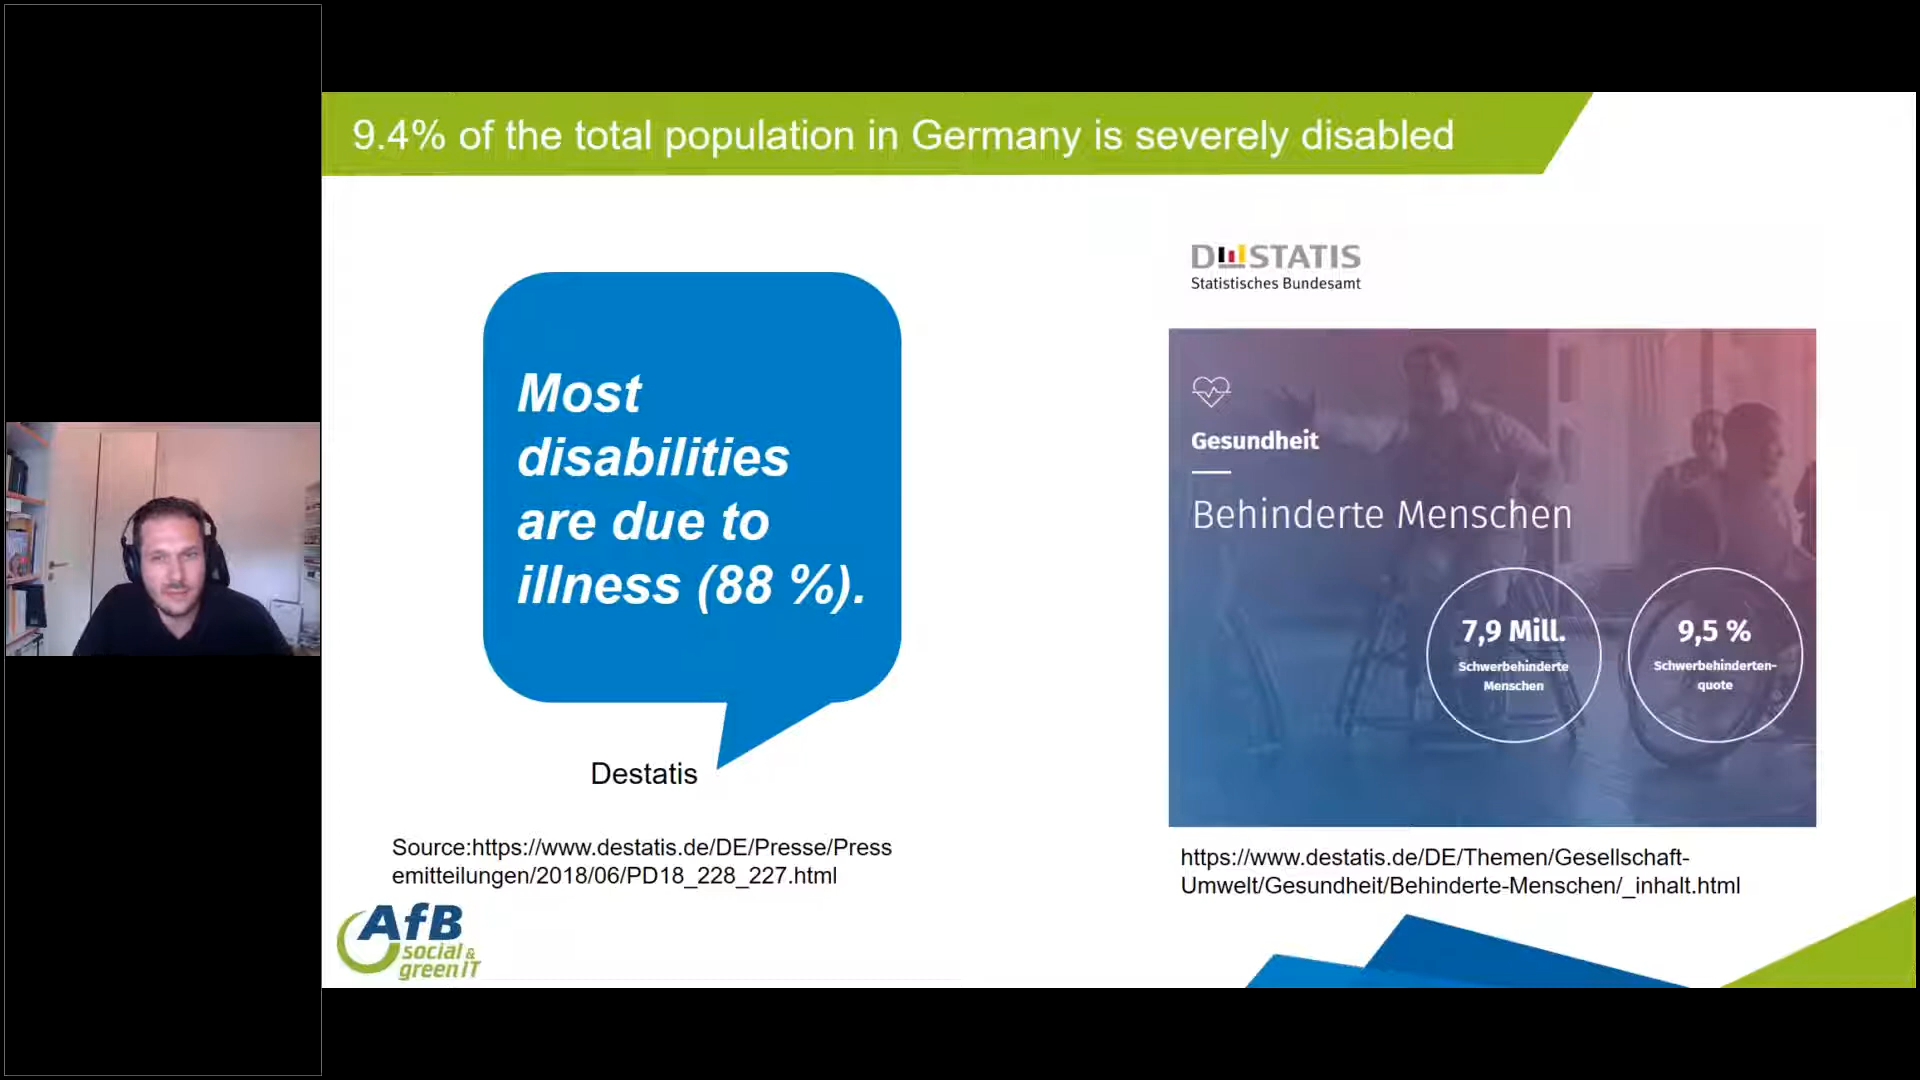 9.4% of the total population in Germany is severely disabled
Most
disabilities
are due to
illness (88 %).
Destatis
Source:https://www.destatis.de/DE/Presse/Press
emitteilungen/2018/06/PD18_228_227.html
AfB
social &
green IT
DESTATIS
Statistisches Bundesamt
Gesundheit
Behinderte Menschen
7,9 Mill.
Schwerbehinderte
Menschen
9,5 %
Schwerbehinderten-
quote
https://www.destatis.de/DE/Themen/Gesellschaft-
Umwelt/Gesundheit/Behinderte-Menschen/_inhalt.html